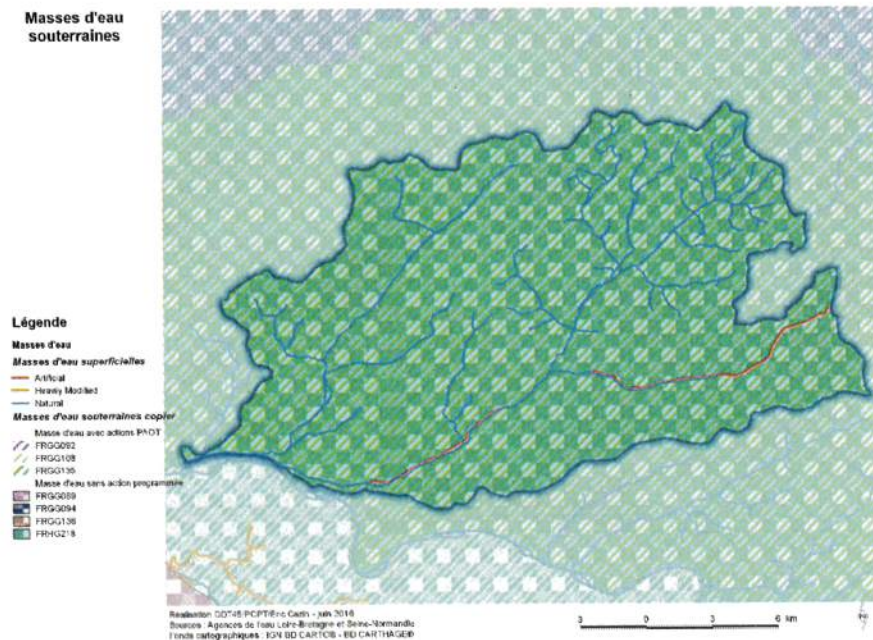 Masses d'eau
souterraines
Légende
Masses d'eau
Masses d'eau superficielles
Artificial
Heavily Modified
Natural
Masses d'eau souterraines copier
Masse d'eau avec actions PAOT
FRGG092
FRGG108
FRGG135
Masse d'eau sans action programmée
FRGG089
FRGG094
FRGG136
FRHG218
Réalisation DDT45/PCPT/Eric Carin - juin 2016
Sources : Agences de l'eau Loire-Bretagne et Seine-Normandie
Fonds cartographiques : IGN BD CARTO® - BD CARTHAGE®
3 0 3 6 km